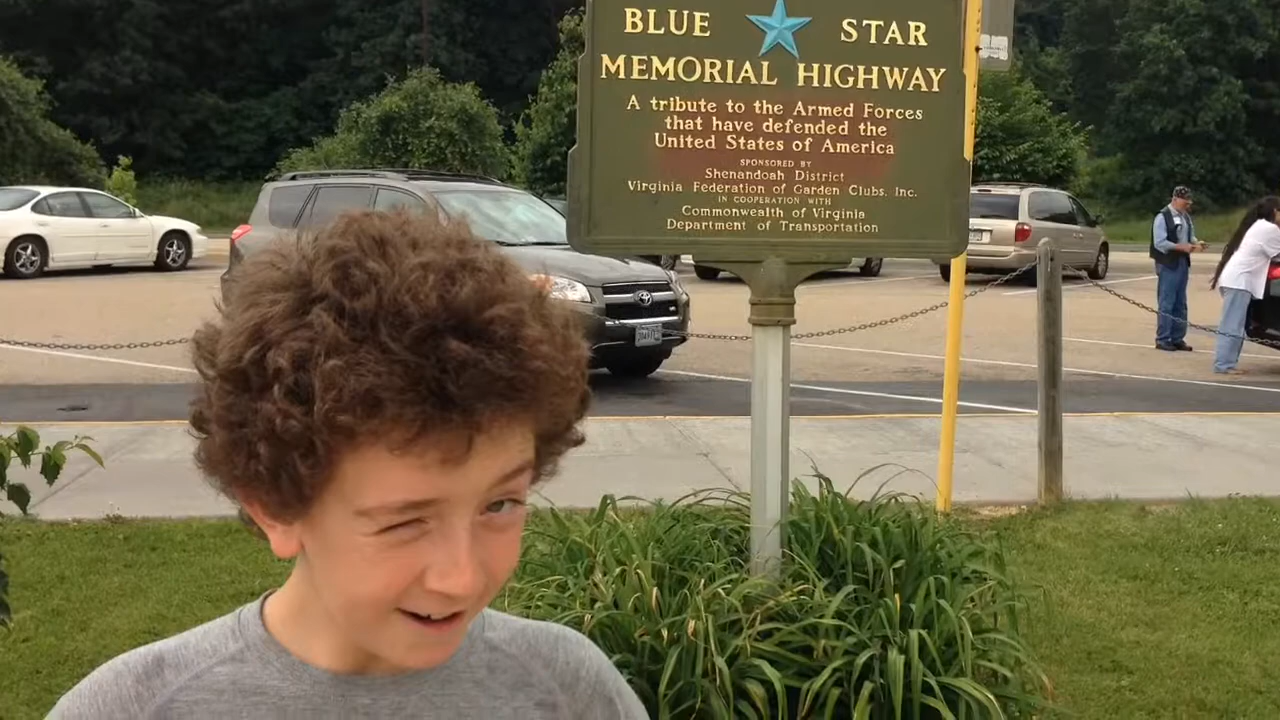 BLUE STAR
MEMORIAL HIGHWAY
A tribute to the Armed Forces
that have defended the
United States of America
SPONSORED BY
Shenandoah District
Virginia Federation of Garden Clubs, Inc.
IN COOPERATION WITH
Commonwealth of Virginia
Department of Transportation